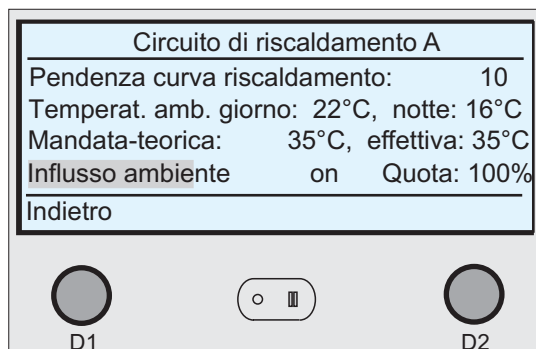 Circuito di riscaldamento A
Pendenza curva riscaldamento: 10
Temperat. amb. giorno: 22°C, notte: 16°C
Mandata-teorica: 35°C, effettiva: 35°C
Influsso ambiente on Quota: 100%
Indietro
D1 D2